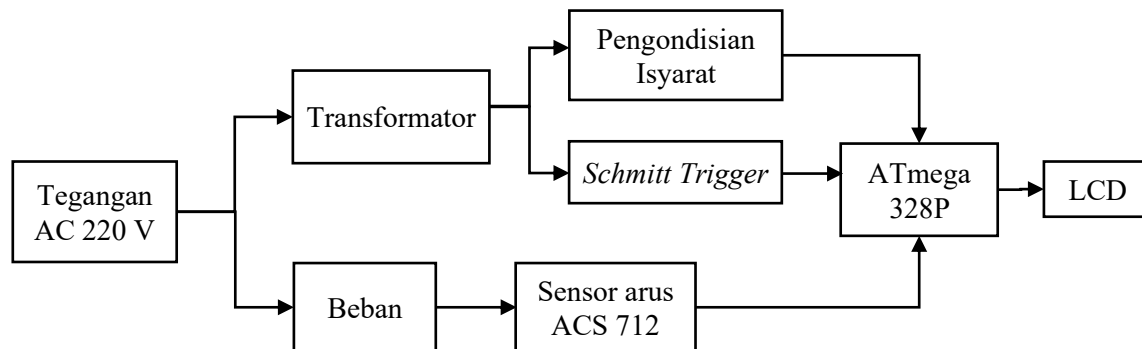 Pengondisian
Isyarat
Transformator
Schmitt Trigger
ATmega
328P
LCD
Tegangan
AC 220 V
Beban
Sensor arus
ACS 712